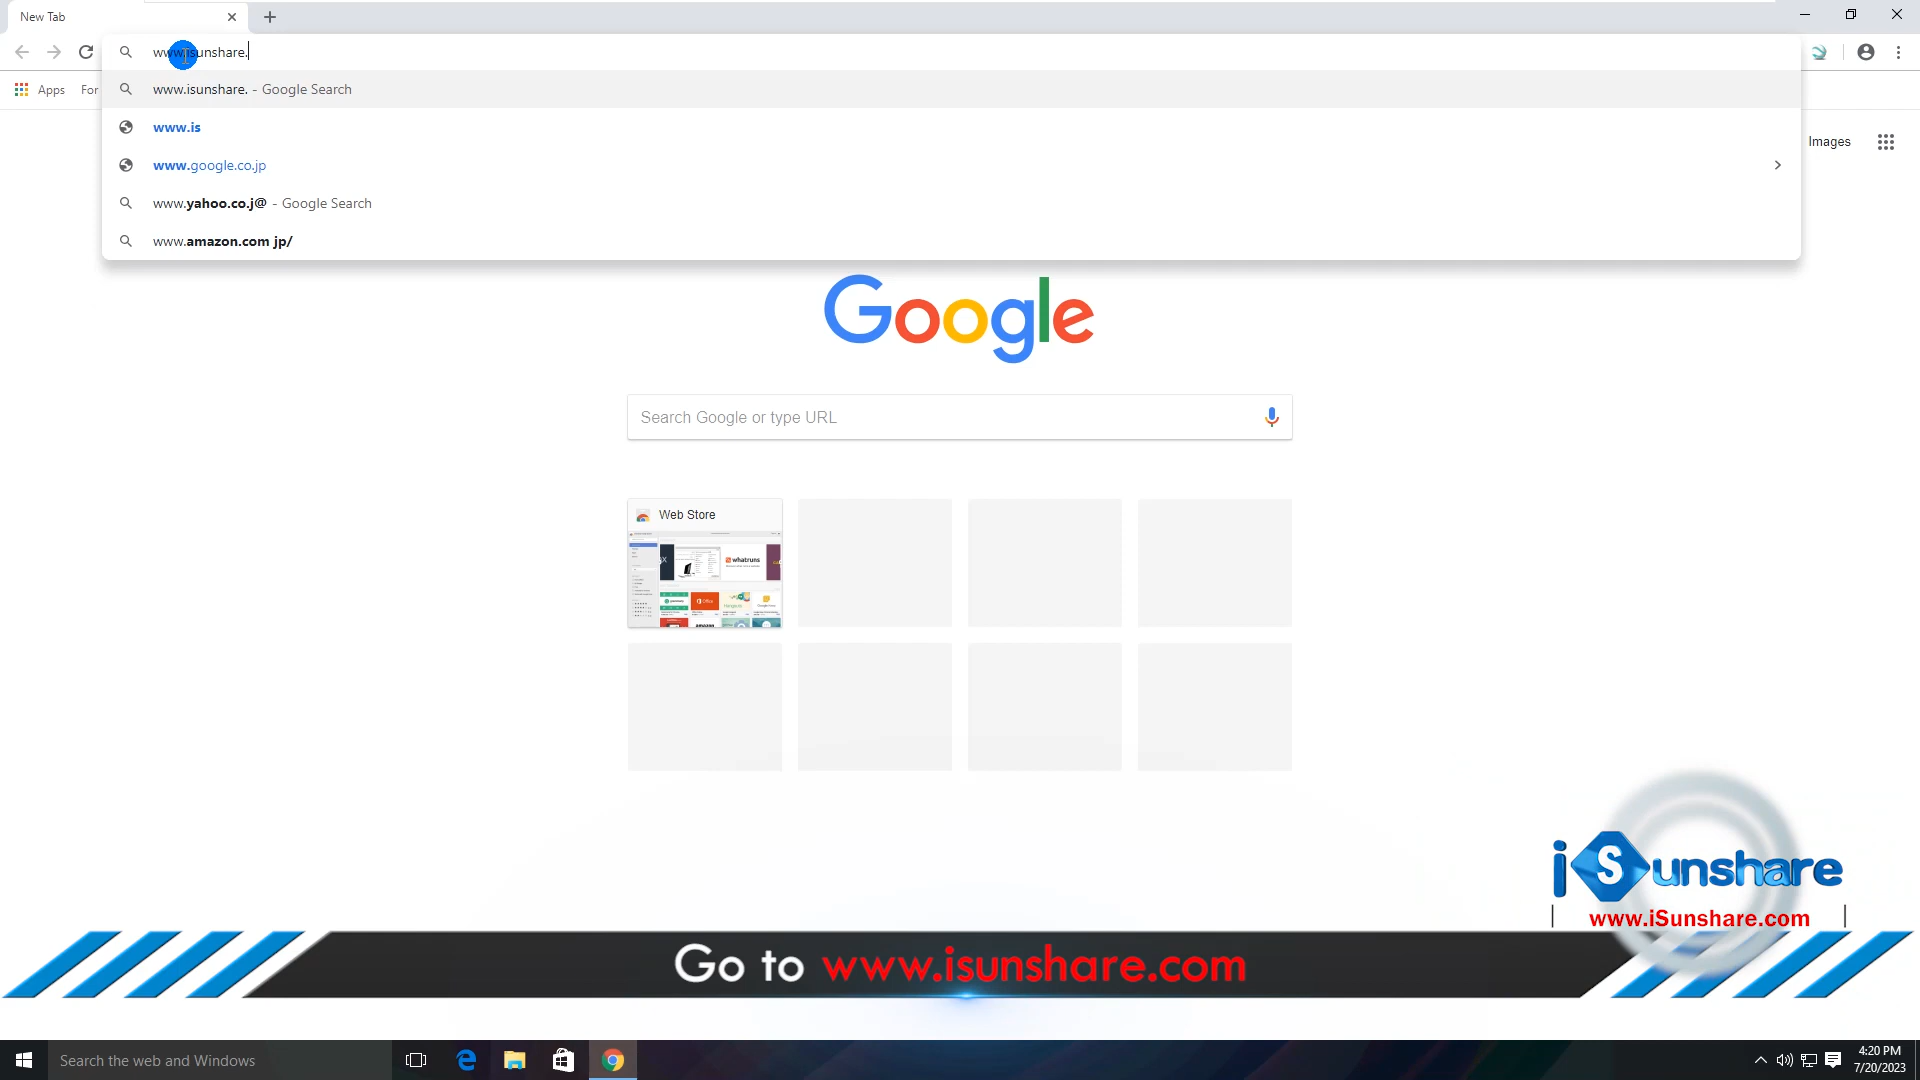 New Tab
www.isunshare.
Apps
For
www.isunshare. - Google Search
www.is
www.google.co.jp
www.yahoo.co.j@ - Google Search
www.amazon.com jp/
Images
Google
Search Google or type URL
Web Store
whatruns
iSunshare
www.iSunshare.com
Go to www.isunshare.com
Search the web and Windows
4:20 PM
7/20/2023